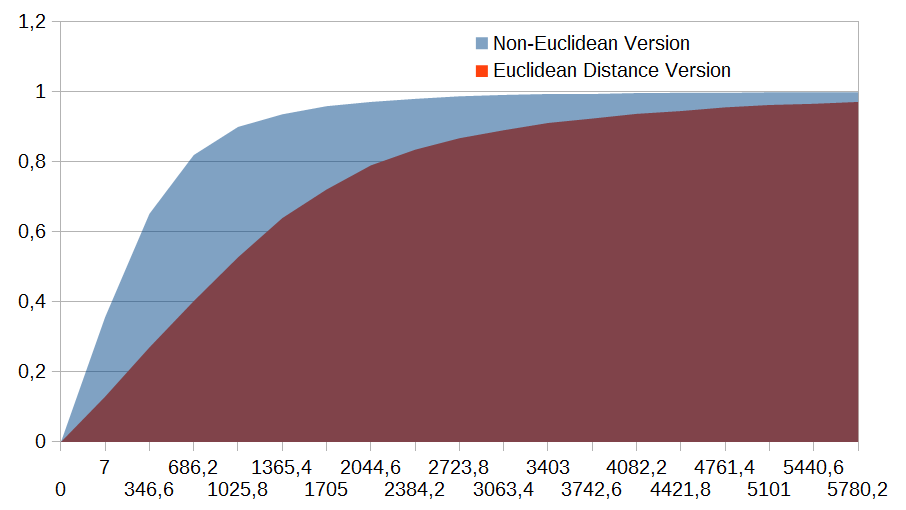 1,2
Non-Euclidean Version
Euclidean Distance Version
1
0,8
0,6
0,4
0,2
0
7 686,2 1365,4 2044,6 2723,8 3403 4082,2 4761,4 5440,6
0 346,6 1025,8 1705 2384,2 3063,4 3742,6 4421,8 5101 5780,2